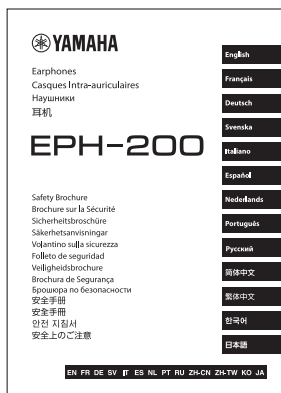 YAMAHA
Earphones
Casques Intra-auriculaires
Наушники
耳机
EPH-200
Safety Brochure
Brochure sur la Sécurité
Sicherheitsbroschüre
Säkerhetsanvisningar
Volantino sulla sicurezza
Folleto de seguridad
Veiligheidsbrochure
Brochura de Segurança
Брошюра по безопасности
安全手册
安全手冊
안전 지침서
安全上のご注意
English
Français
Deutsch
Svenska
Italiano
Español
Nederlands
Português
Русский
简体中文
繁体中文
한국어
日本語
EN FR DE SV IT ES NL PT RU ZH-CN ZH-TW KO JA